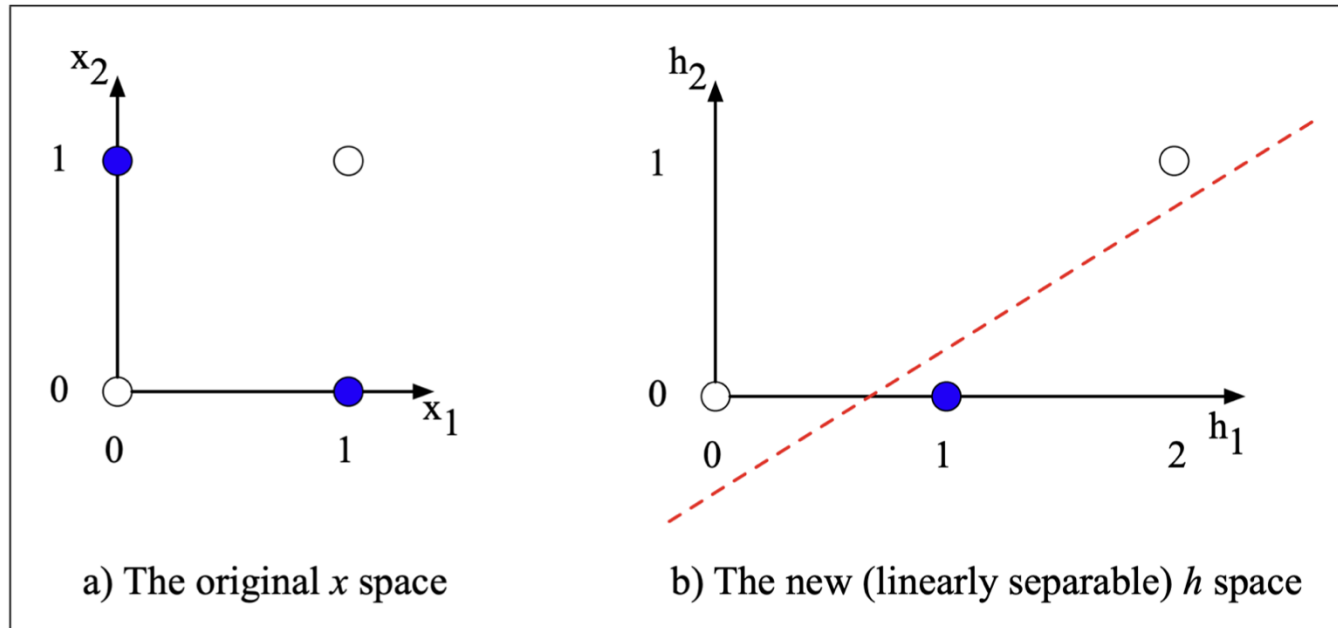 x2
1
0
x1
0 1
a) The original x space
h2
1
0
h1
0 1 2
b) The new (linearly separable) h space